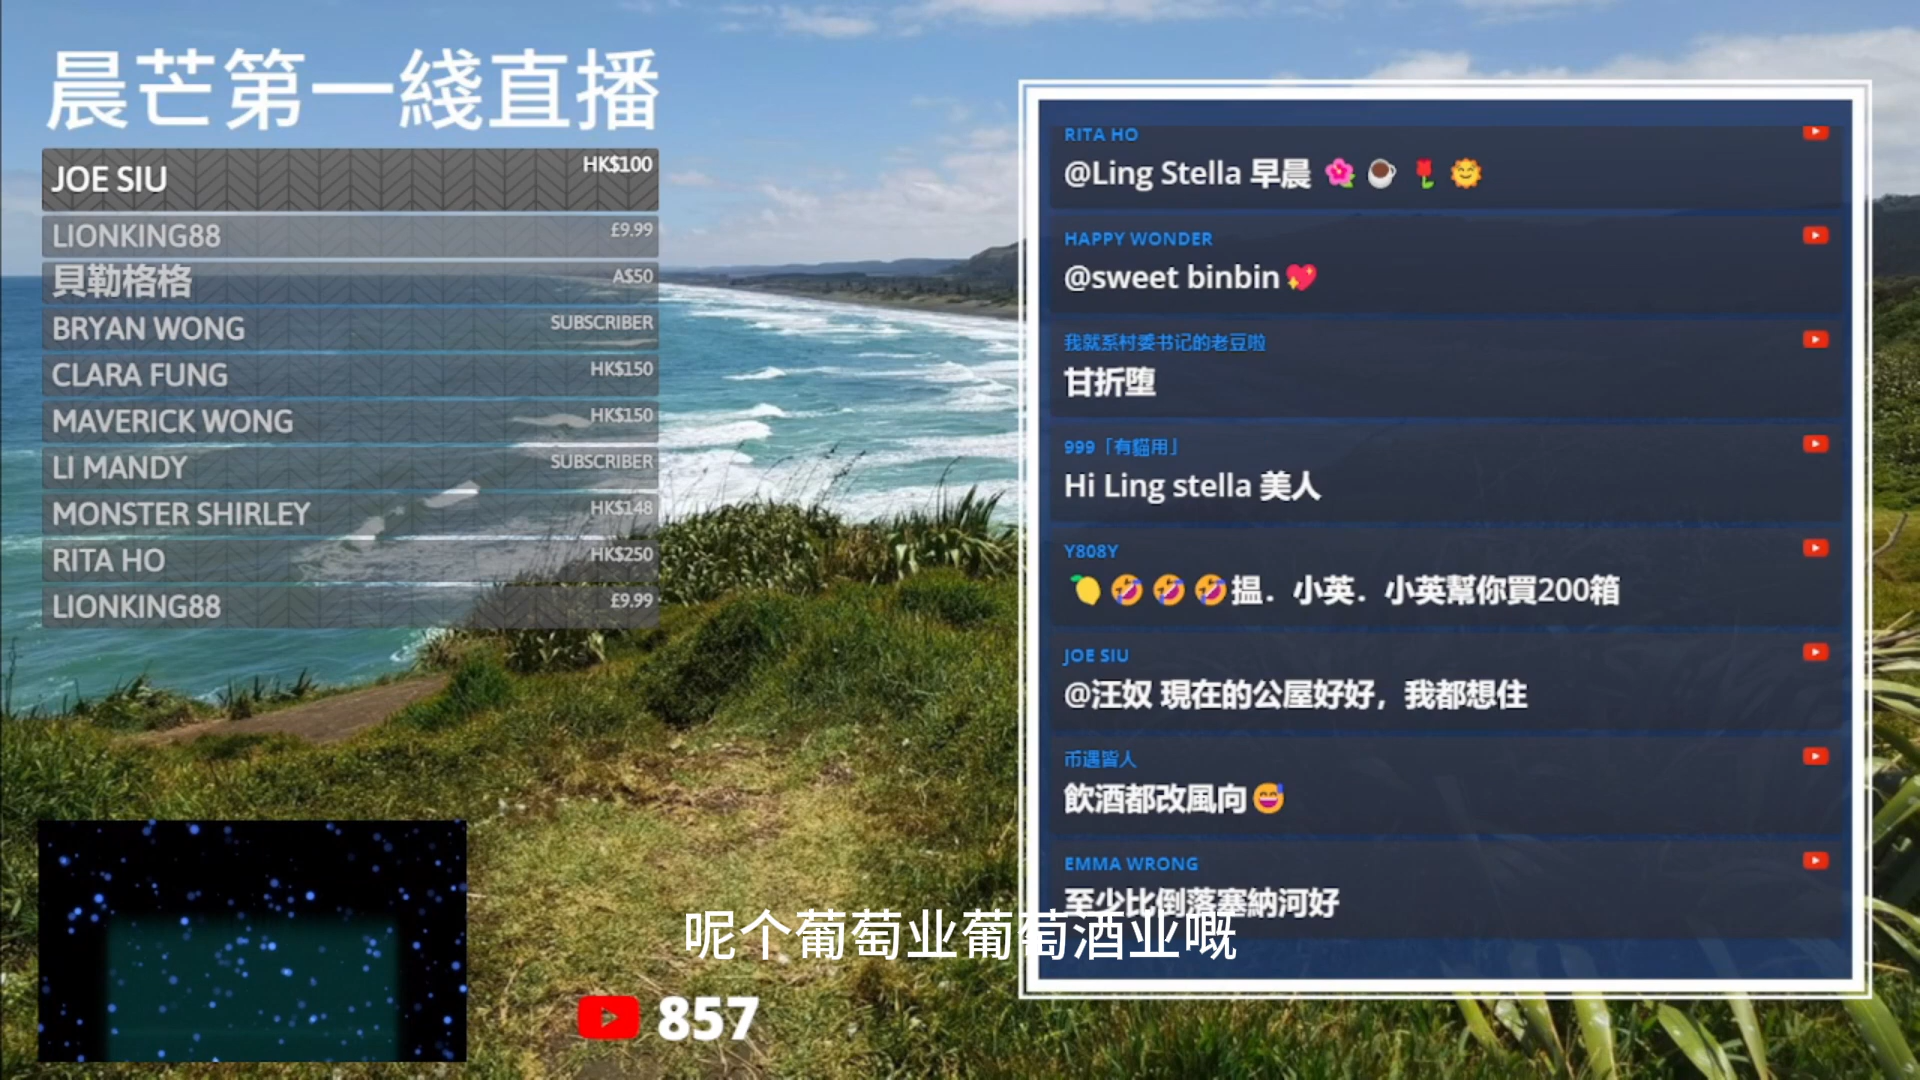 晨芒第一綫直播
JOE SIU HK$100
LIONKING88 £9.99
貝勒格格 A$50
BRYAN WONG SUBSCRIBER
CLARA FUNG HK$150
MAVERICK WONG HK$150
LI MANDY SUBSCRIBER
MONSTER SHIRLEY HK$148
RITA HO HK$250
LIONKING88 £9.99
RITA HO
@Ling Stella 早晨 🌺 ☕ 🌷 🌞
HAPPY WONDER
@sweet binbin💖
我就系村委书记的老豆啦
甘折堕
999「有貓用」
Hi Ling stella 美人
Y808Y
🍋🤣🤣🤣揾．小英．小英幫你買200箱
JOE SIU
@汪奴 現在的公屋好好，我都想住
币遇皆人
飲酒都改風向😅
EMMA WRONG
至少比倒落塞納河好
呢个葡萄业葡萄酒业嘅
857